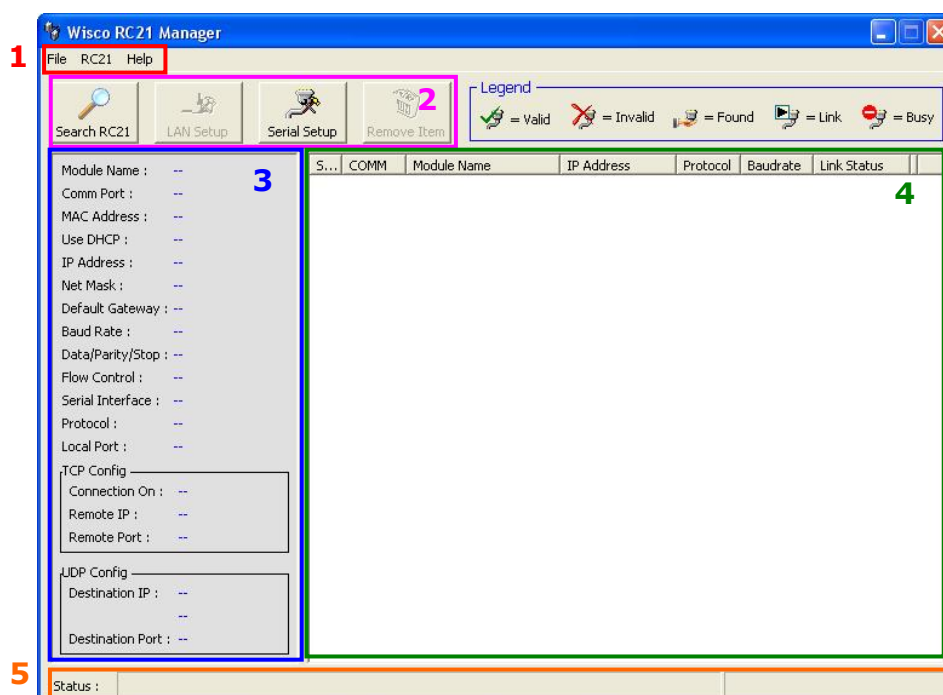 Wisco RC21 Manager
1
File RC21 Help
2
Search RC21 LAN Setup Serial Setup Remove Item
Legend
= Valid = Invalid = Found = Link = Busy
3
Module Name : --
Comm Port : --
MAC Address : --
Use DHCP : --
IP Address : --
Net Mask : --
Default Gateway : --
Baud Rate : --
Data/Parity/Stop : --
Flow Control : --
Serial Interface : --
Protocol : --
Local Port : --
TCP Config
Connection On : --
Remote IP : --
Remote Port : --
UDP Config
Destination IP : --
--
Destination Port : --
S... COMM Module Name IP Address Protocol Baudrate Link Status
4
5
Status :